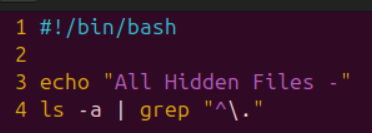 1 #!/bin/bash
2
3 echo "All Hidden Files -"
4 ls -a | grep "^\."